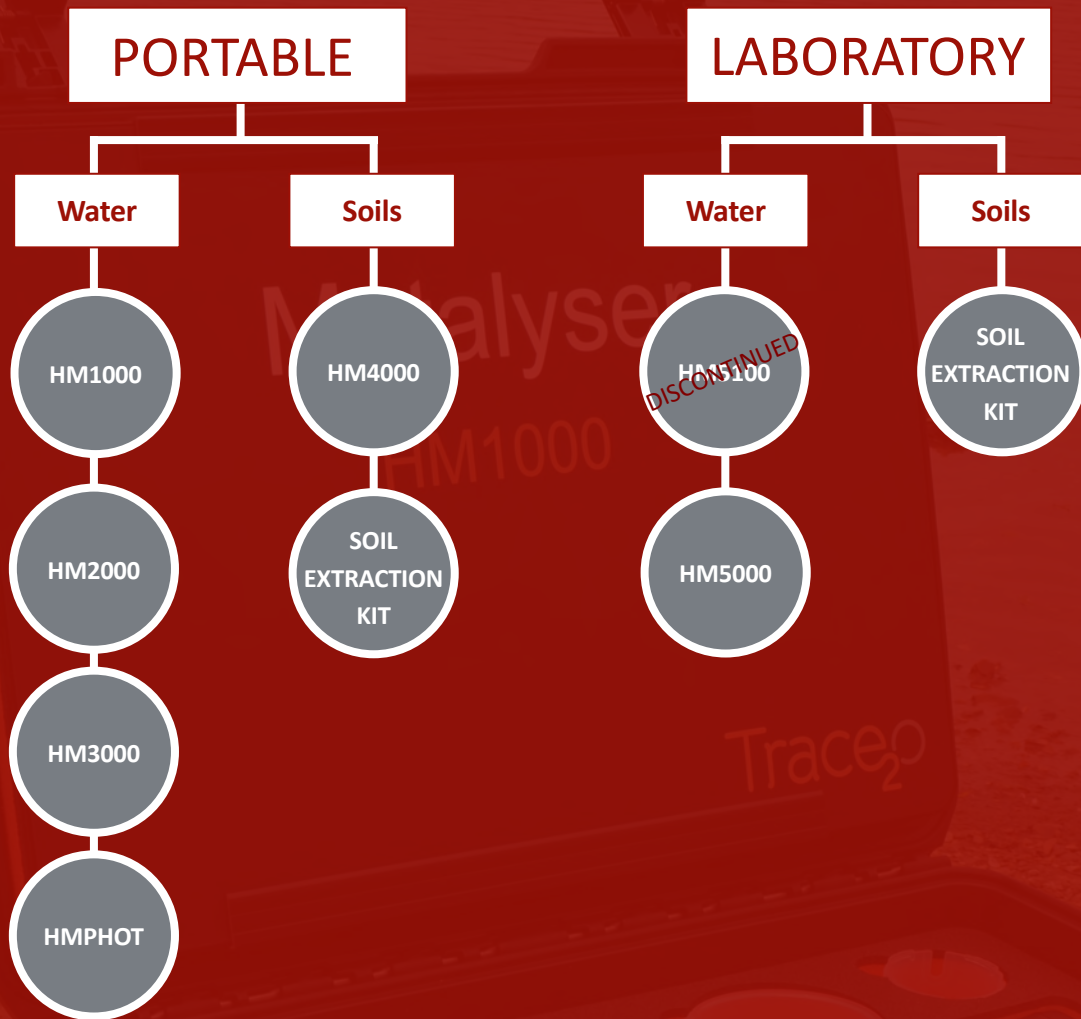 PORTABLE
Water
HM1000
HM2000
HM3000
HMPHOT
Soils
HM4000
SOIL
EXTRACTION
KIT
LABORATORY
Water
DISCONTINUED
HM5000
Soils
SOIL
EXTRACTION
KIT
Metalyser
HM1000
Trace2O